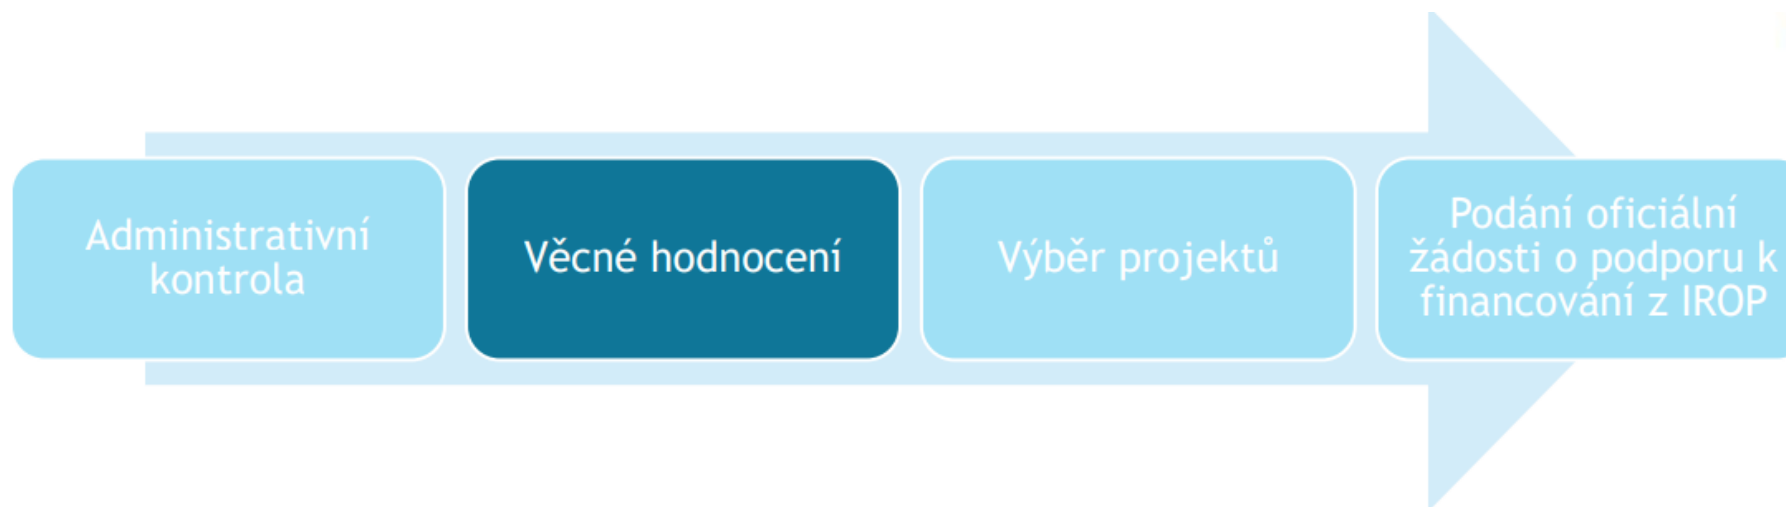 Administrativní
kontrola
Věcné hodnocení
Výběr projektů
Podání oficiální
žádosti o podporu k
financování z IROP